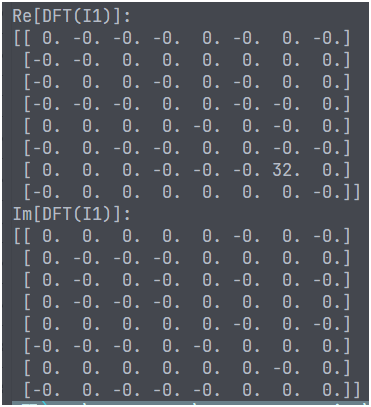 Re[DFT(I1)]:
[[ 0. -0. -0. -0.  0. -0.  0. -0.]
 [-0. -0.  0.  0.  0. -0. -0. -0.]
 [-0.  0.  0.  0.  0.  0. -0.  0.]
 [-0. -0. -0.  0.  0. -0. -0.  0.]
 [ 0.  0.  0.  0. -0.  0. -0.  0.]
 [-0.  0. -0. -0.  0.  0. -0. -0.]
 [ 0.  0.  0. -0. -0. -0. 32.  0.]
 [-0.  0.  0.  0.  0.  0.  0. -0.]]
Im[DFT(I1)]:
[[ 0.  0.  0.  0.  0. -0.  0. -0.]
 [ 0. -0. -0. -0.  0.  0.  0.  0.]
 [ 0.  0. -0. -0.  0.  0.  0.  0.]
 [ 0. -0. -0. -0.  0.  0.  0.  0.]
 [ 0.  0.  0.  0.  0. -0.  0. -0.]
 [-0. -0. -0.  0. -0.  0.  0.  0.]
 [ 0.  0.  0.  0.  0.  0. -0.  0.]
 [-0.  0. -0. -0. -0.  0.  0.  0.]]